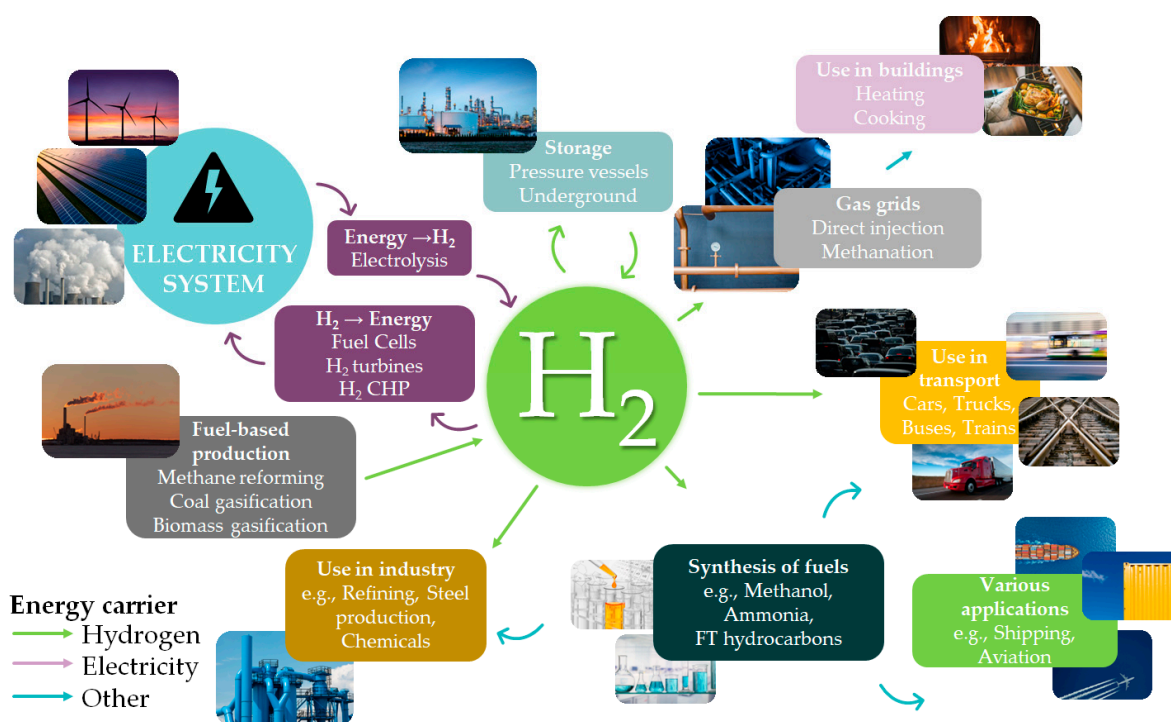 Use in buildings
Heating
Cooking
Storage
Pressure vessels
Underground
Gas grids
Direct injection
Methanation
ELECTRICITY
SYSTEM
Energy →H₂
Electrolysis
H₂ → Energy
Fuel Cells
H₂ turbines
H₂ CHP
H₂
Use in
transport
Cars, Trucks,
Buses, Trains
Fuel-based
production
Methane reforming
Coal gasification
Biomass gasification
Use in industry
e.g., Refining, Steel
production,
Chemicals
Synthesis of fuels
e.g., Methanol,
Ammonia,
FT hydrocarbons
Various
applications
e.g., Shipping,
Aviation
Energy carrier
Hydrogen
Electricity
Other